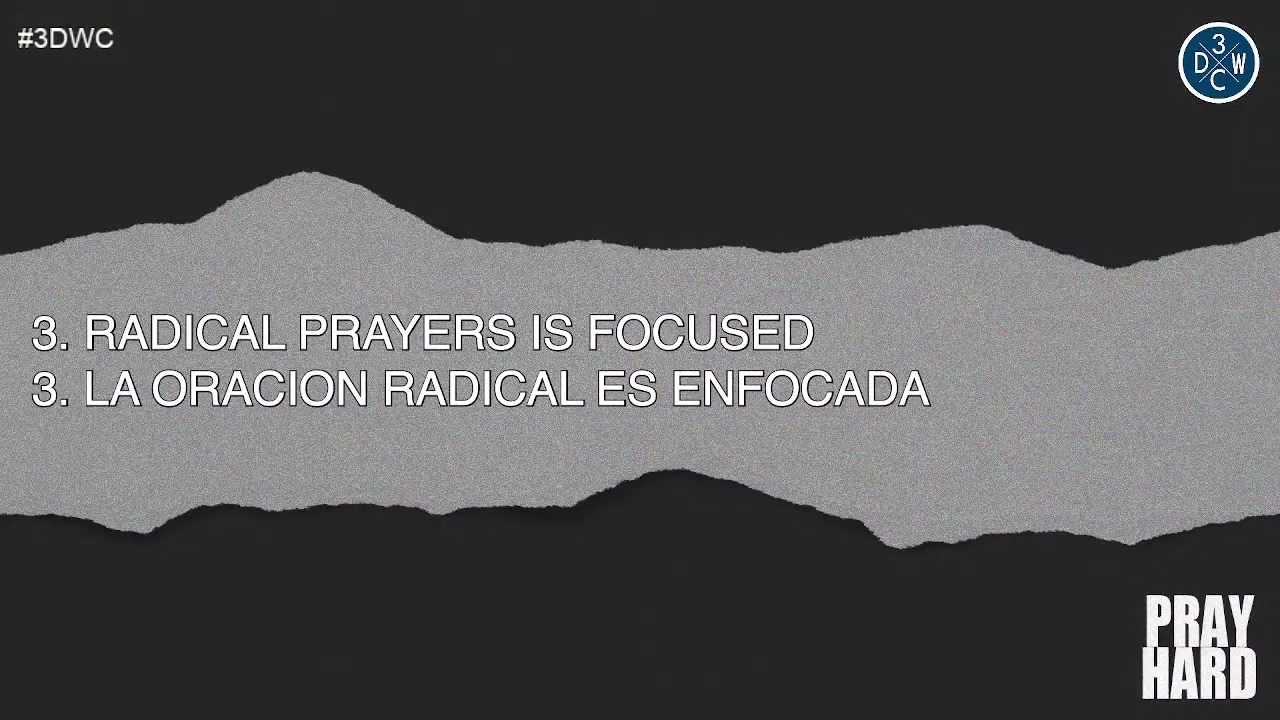 #3DWC
3
D W
C
3. RADICAL PRAYERS IS FOCUSED
3. LA ORACION RADICAL ES ENFOCADA
PRAY
HARD